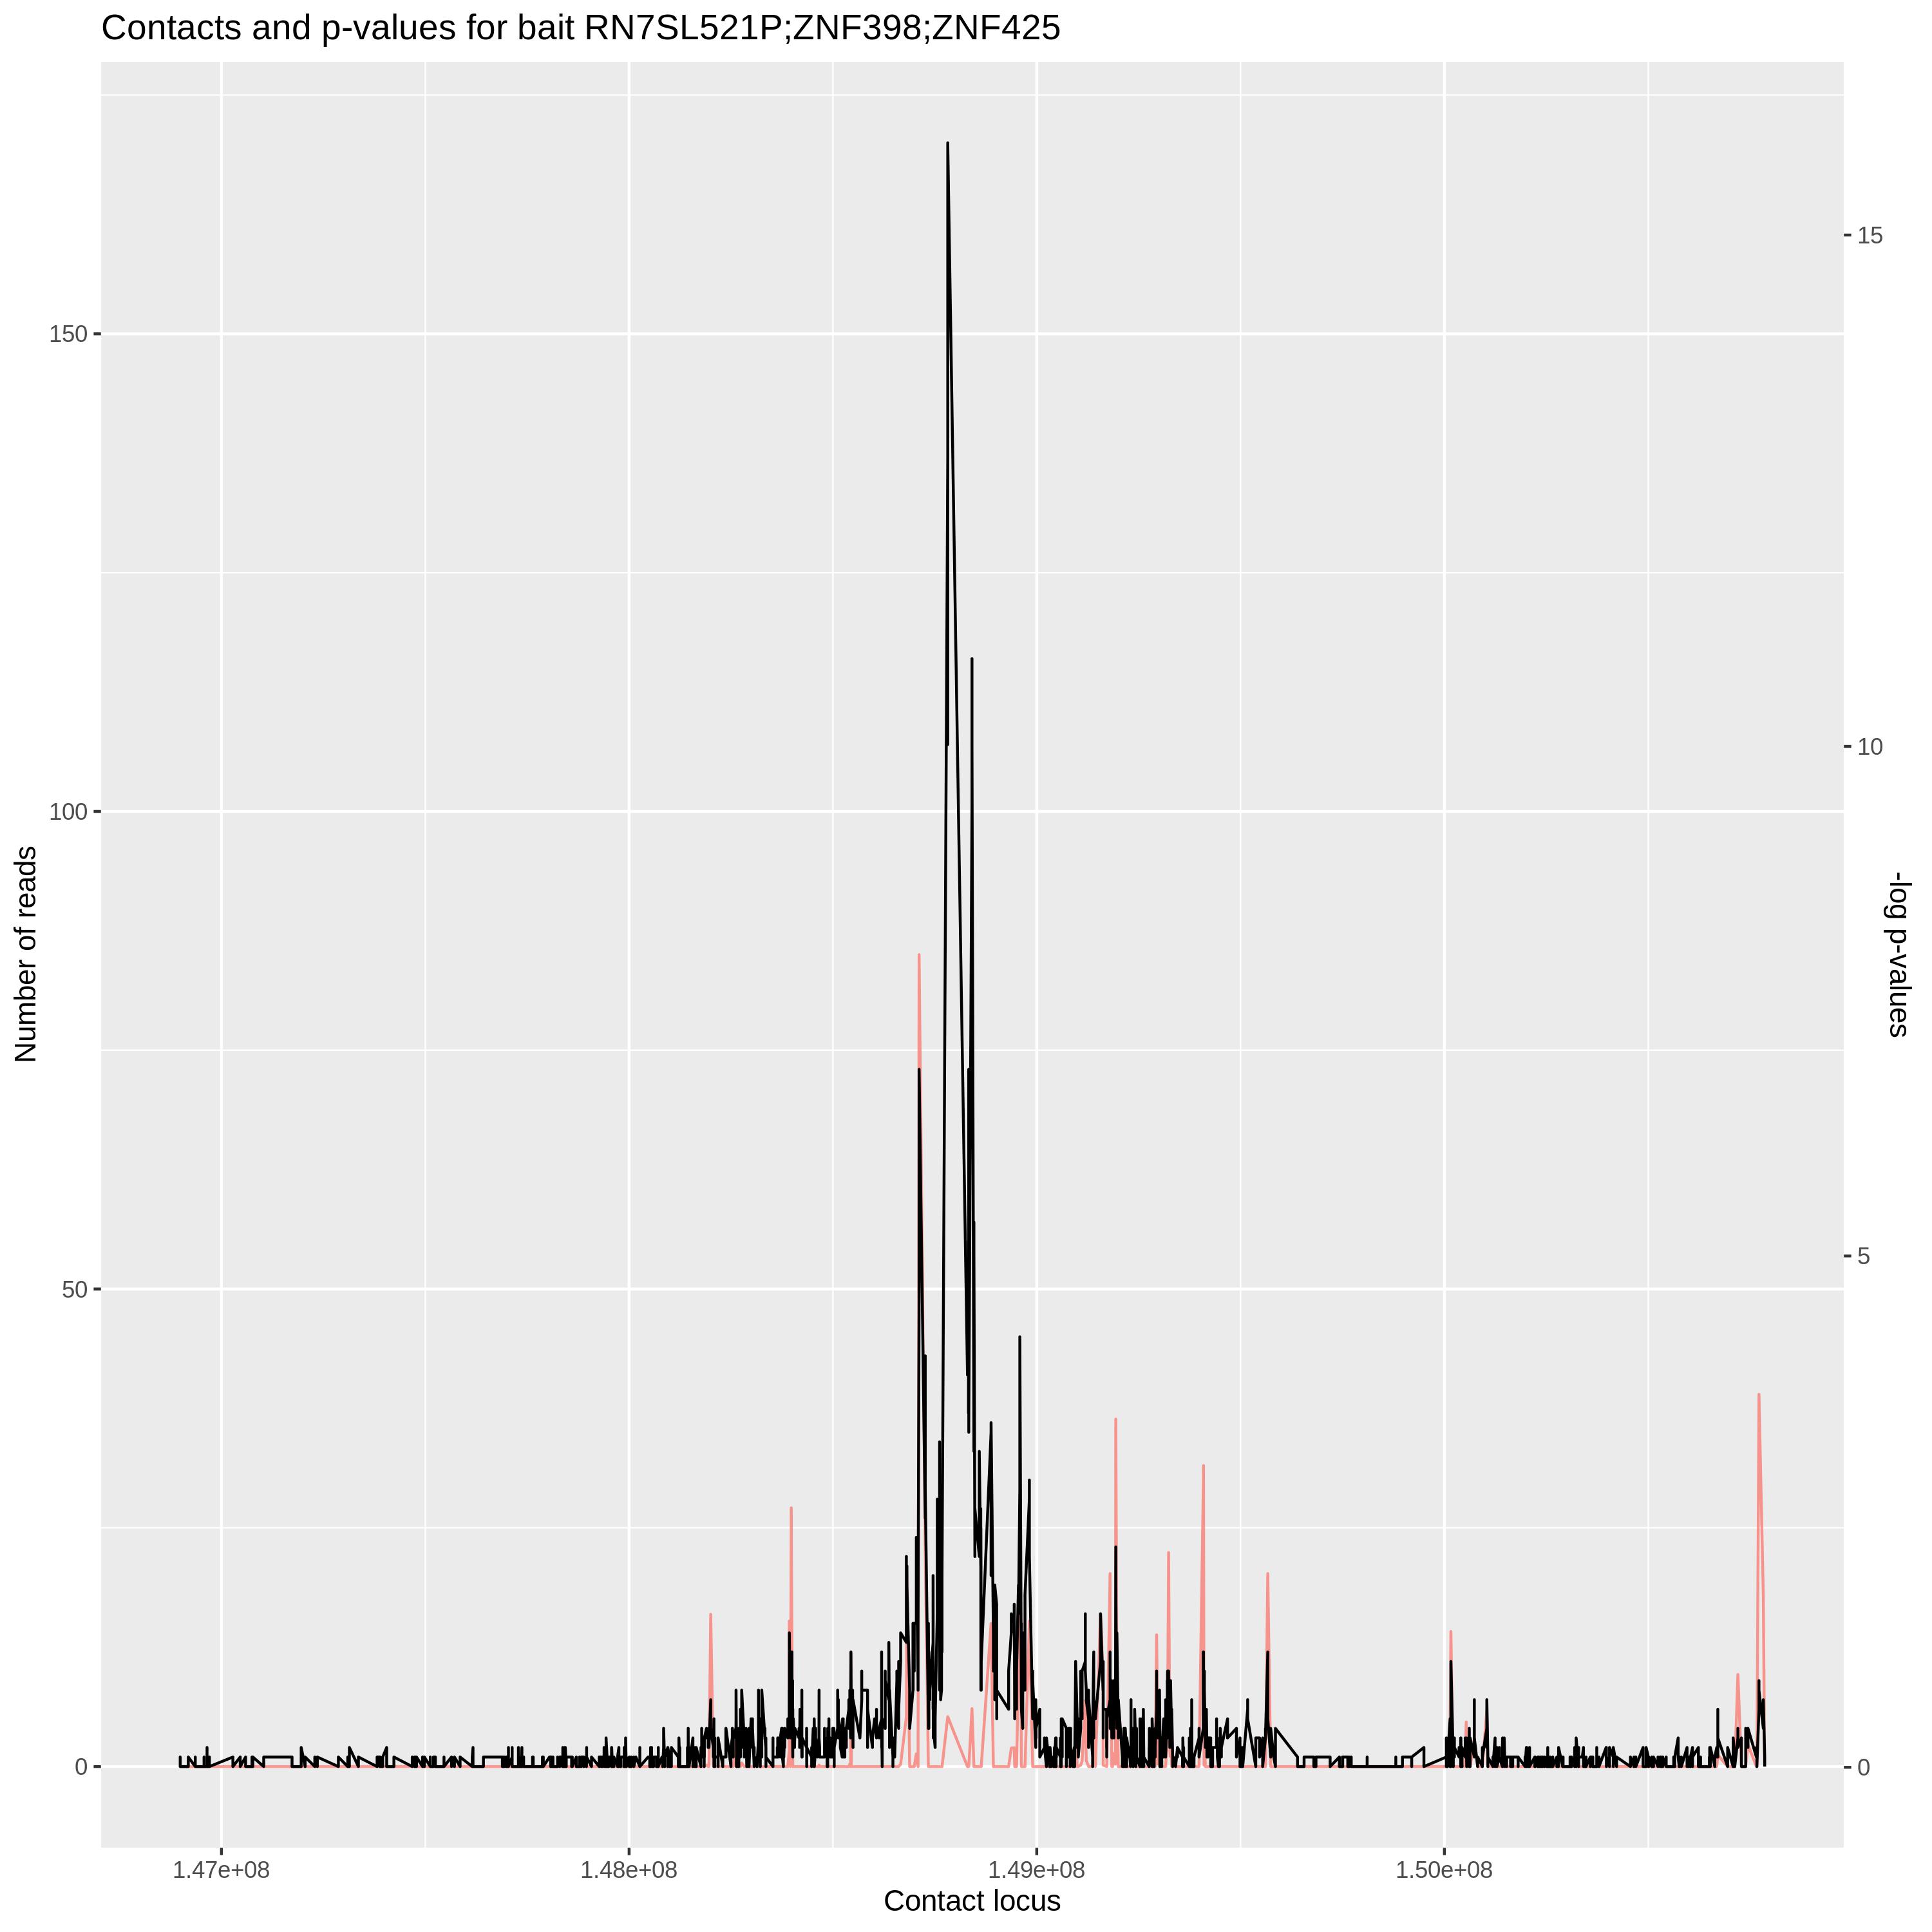 Contacts and p-values for bait RN7SL521P;ZNF398;ZNF425
Number of reads
150
100
50
0
15
10
5
0
-log p-values
1.47e+08 1.48e+08 1.49e+08 1.50e+08
Contact locus